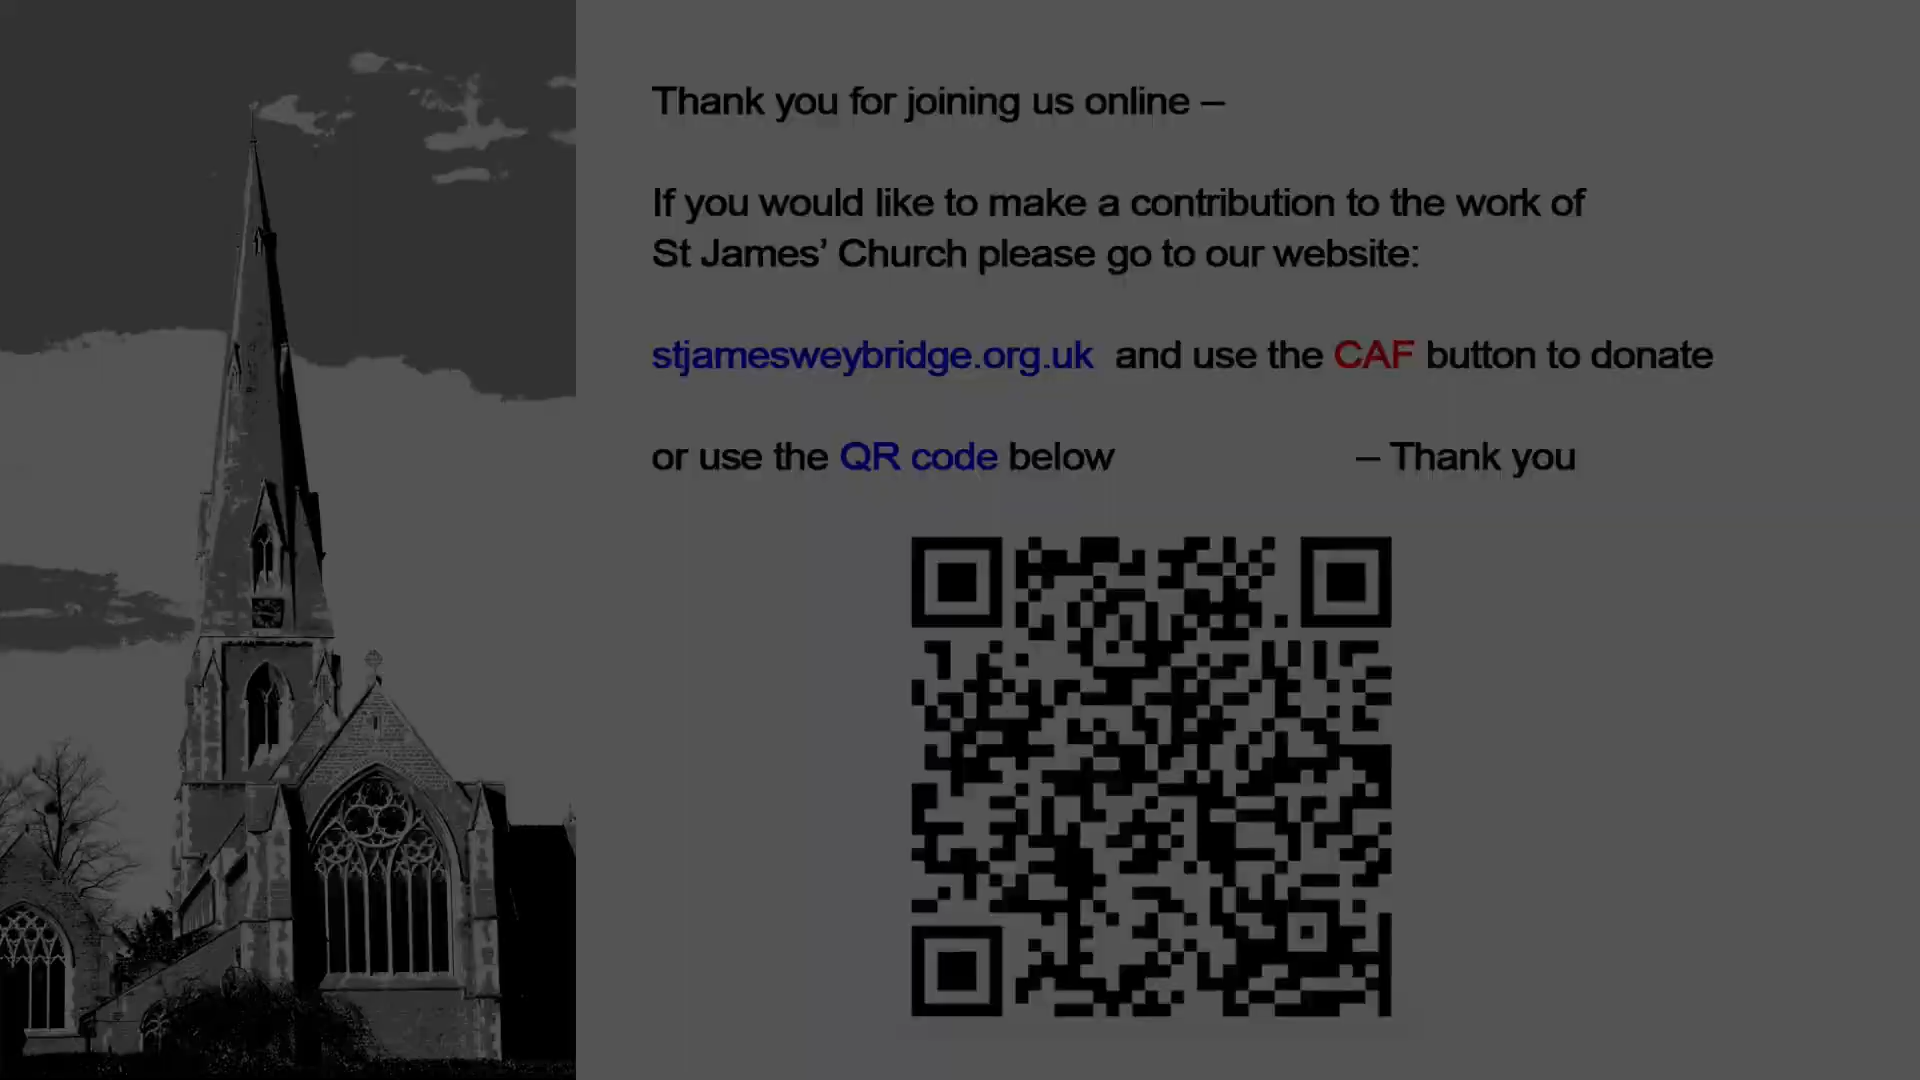 Thank you for joining us online –
If you would like to make a contribution to the work of
St James’ Church please go to our website:
stjamesweybridge.org.uk and use the CAF button to donate
or use the QR code below – Thank you